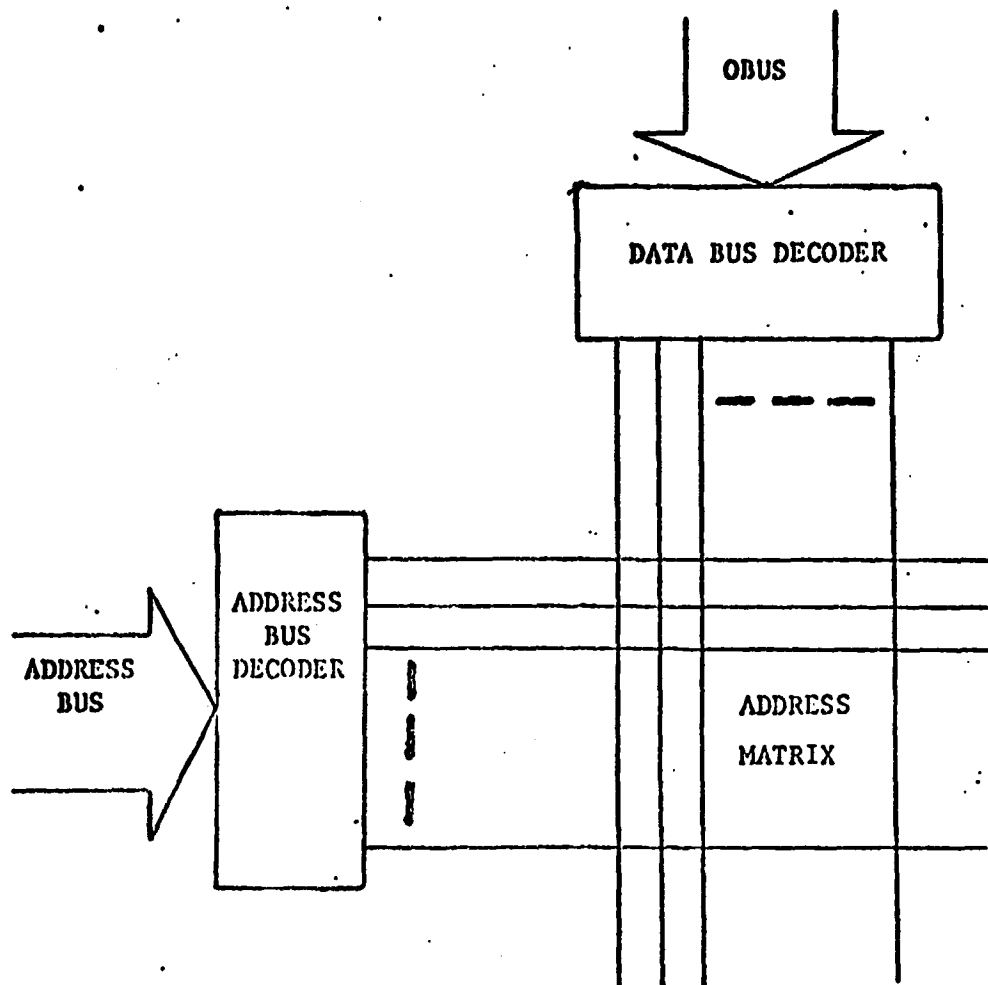 OBUS
DATA BUS DECODER
ADDRESS
BUS
DECODER
ADDRESS
BUS
ADDRESS
MATRIX